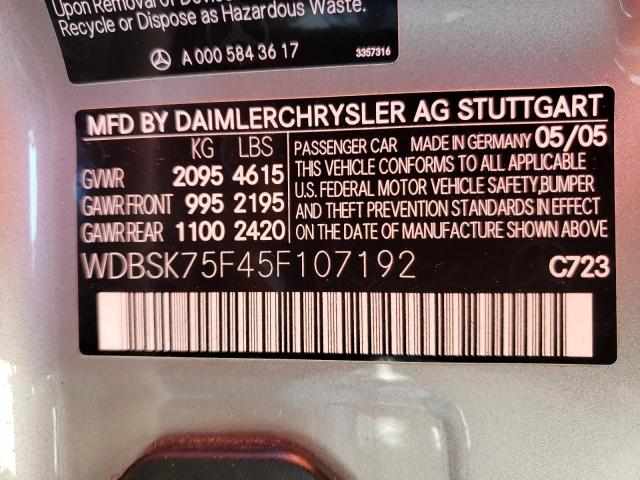 Upon Removal of Devic
Recycle or Dispose as Hazardous Waste.
A 000 584 36 17
3357316
MFD BY DAIMLERCHRYSLER AG STUTTGART
KG LBS
GVWR 2095 4615
GAWR FRONT 995 2195
GAWR REAR 1100 2420
PASSENGER CAR MADE IN GERMANY 05/05
THIS VEHICLE CONFORMS TO ALL APPLICABLE
U.S. FEDERAL MOTOR VEHICLE SAFETY,BUMPER
AND THEFT PREVENTION STANDARDS IN EFFECT
ON THE DATE OF MANUFACTURE SHOWN ABOVE
WDBSK75F45F107192
C723